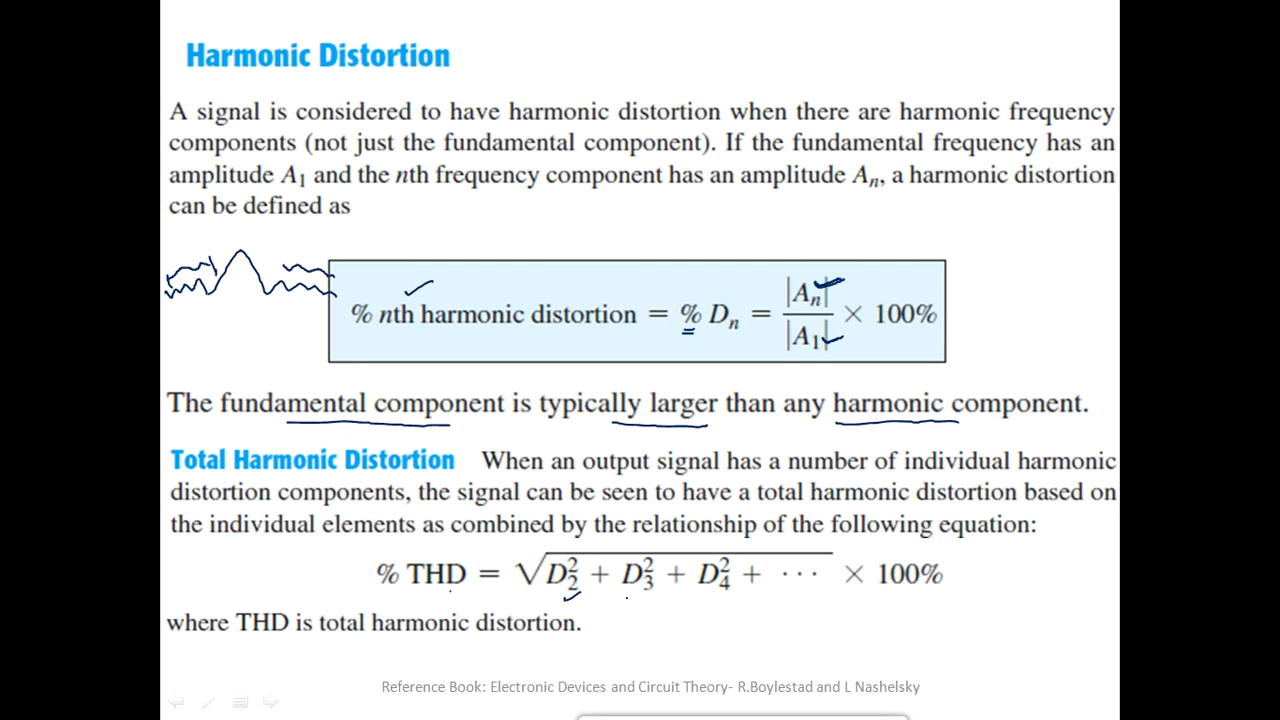 Harmonic Distortion
A signal is considered to have harmonic distortion when there are harmonic frequency
components (not just the fundamental component). If the fundamental frequency has an
amplitude A₁ and the nth frequency component has an amplitude Aₙ, a harmonic distortion
can be defined as
% nth harmonic distortion = % Dₙ = |Aₙ| / |A₁| × 100%
The fundamental component is typically larger than any harmonic component.
Total Harmonic Distortion When an output signal has a number of individual harmonic
distortion components, the signal can be seen to have a total harmonic distortion based on
the individual elements as combined by the relationship of the following equation:
% THD = √(D₂² + D₃² + D₄² + ···) × 100%
where THD is total harmonic distortion.
Reference Book: Electronic Devices and Circuit Theory- R.Boylestad and L Nashelsky